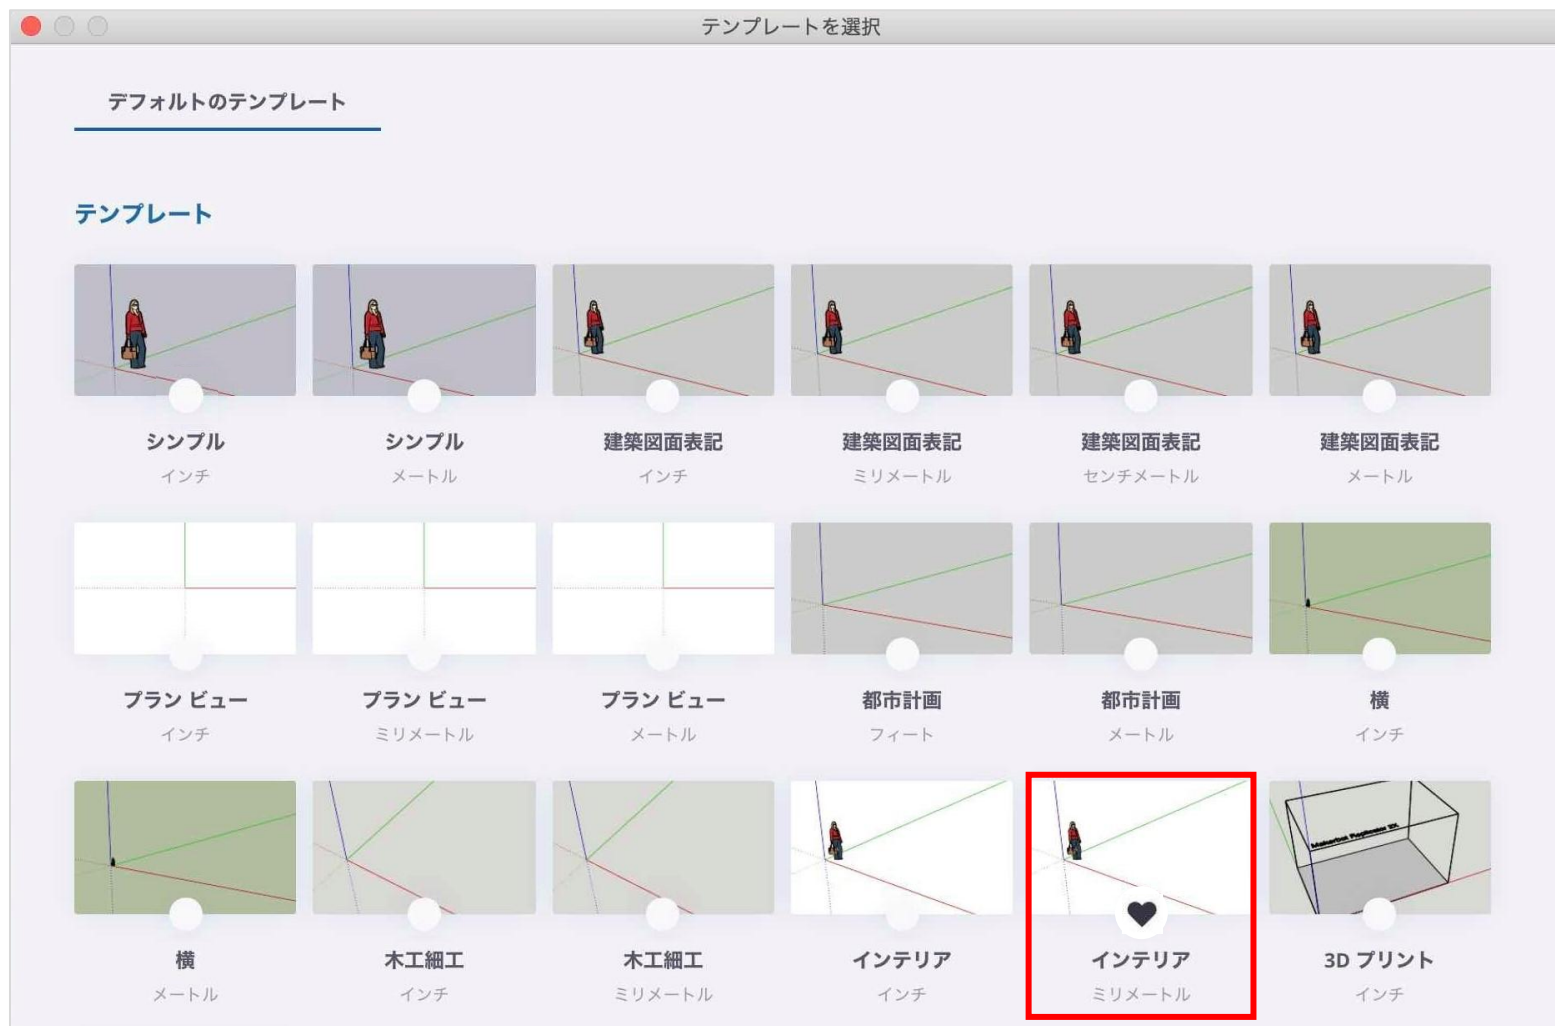 テンプレートを選択
デフォルトのテンプレート
テンプレート
シンプル
インチ
シンプル
メートル
建築図面表記
インチ
建築図面表記
ミリメートル
建築図面表記
センチメートル
建築図面表記
メートル
プラン ビュー
インチ
プラン ビュー
ミリメートル
プラン ビュー
メートル
都市計画
フィート
都市計画
メートル
横
インチ
横
メートル
木工細工
インチ
木工細工
ミリメートル
インテリア
インチ
インテリア
ミリメートル
Makerbot Replicator 2X
3D プリント
インチ